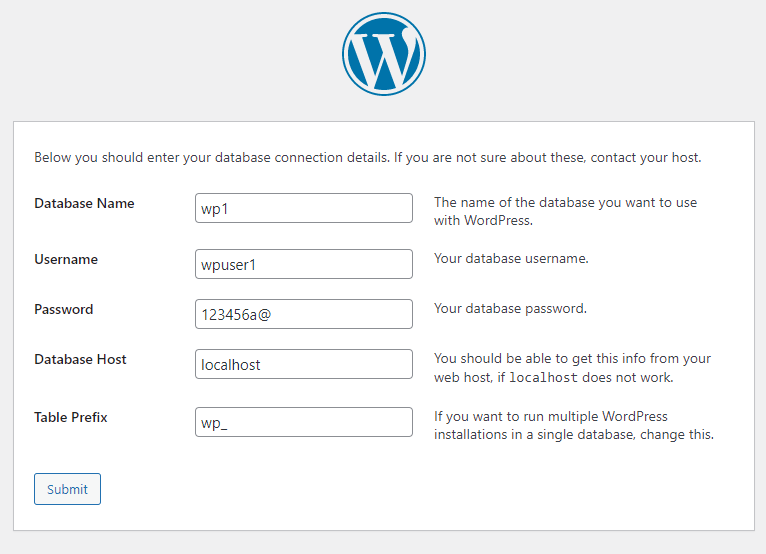 Below you should enter your database connection details. If you are not sure about these, contact your host.
Database Name
wp1
The name of the database you want to use
with WordPress.
Username
wpuser1
Your database username.
Password
123456a@
Your database password.
Database Host
localhost
You should be able to get this info from your
web host, if localhost does not work.
Table Prefix
wp_
If you want to run multiple WordPress
installations in a single database, change this.
Submit